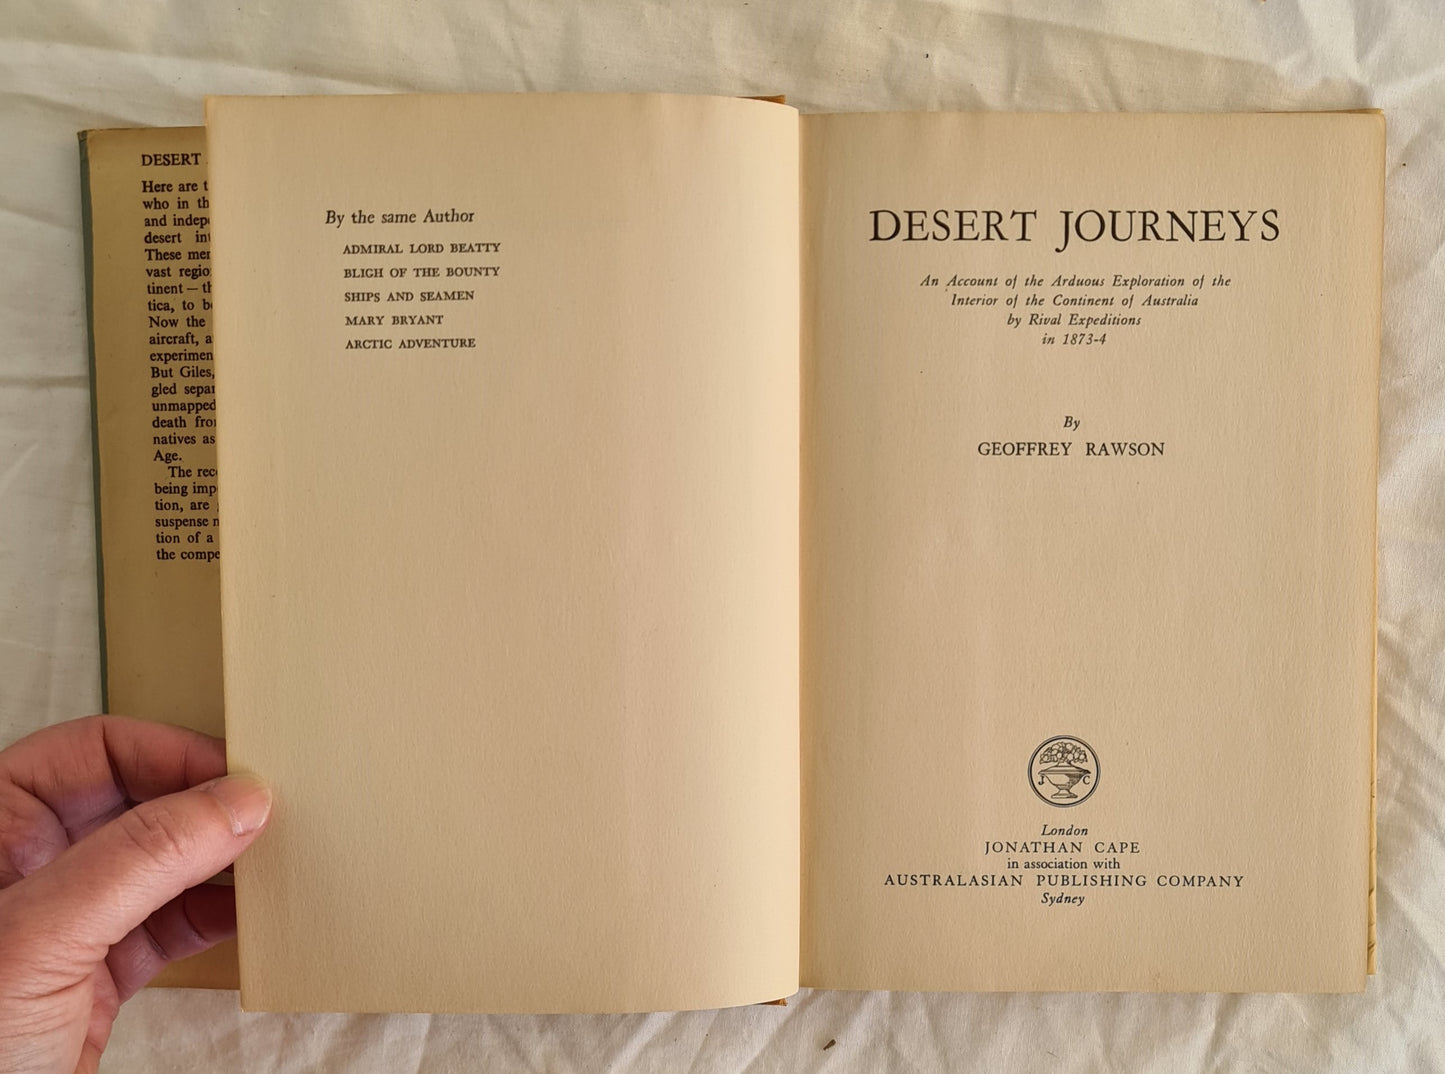 DESERT
Here are
who in th
and indep
desert int
These mer
vast regio
tinent — th
tica, to b
Now the
aircraft, a
experimen
But Giles,
gled separ
unmapped
death fro
natives as
Age.
The rec
being imp
tion, are
suspense
tion of a
the compe
By the same Author
ADMIRAL LORD BEATTY
BLIGH OF THE BOUNTY
SHIPS AND SEAMEN
MARY BRYANT
ARCTIC ADVENTURE
DESERT JOURNEYS
An Account of the Arduous Exploration of the
Interior of the Continent of Australia
by Rival Expeditions
in 1873-4
By
GEOFFREY RAWSON
J C
London
JONATHAN CAPE
in association with
AUSTRALASIAN PUBLISHING COMPANY
Sydney